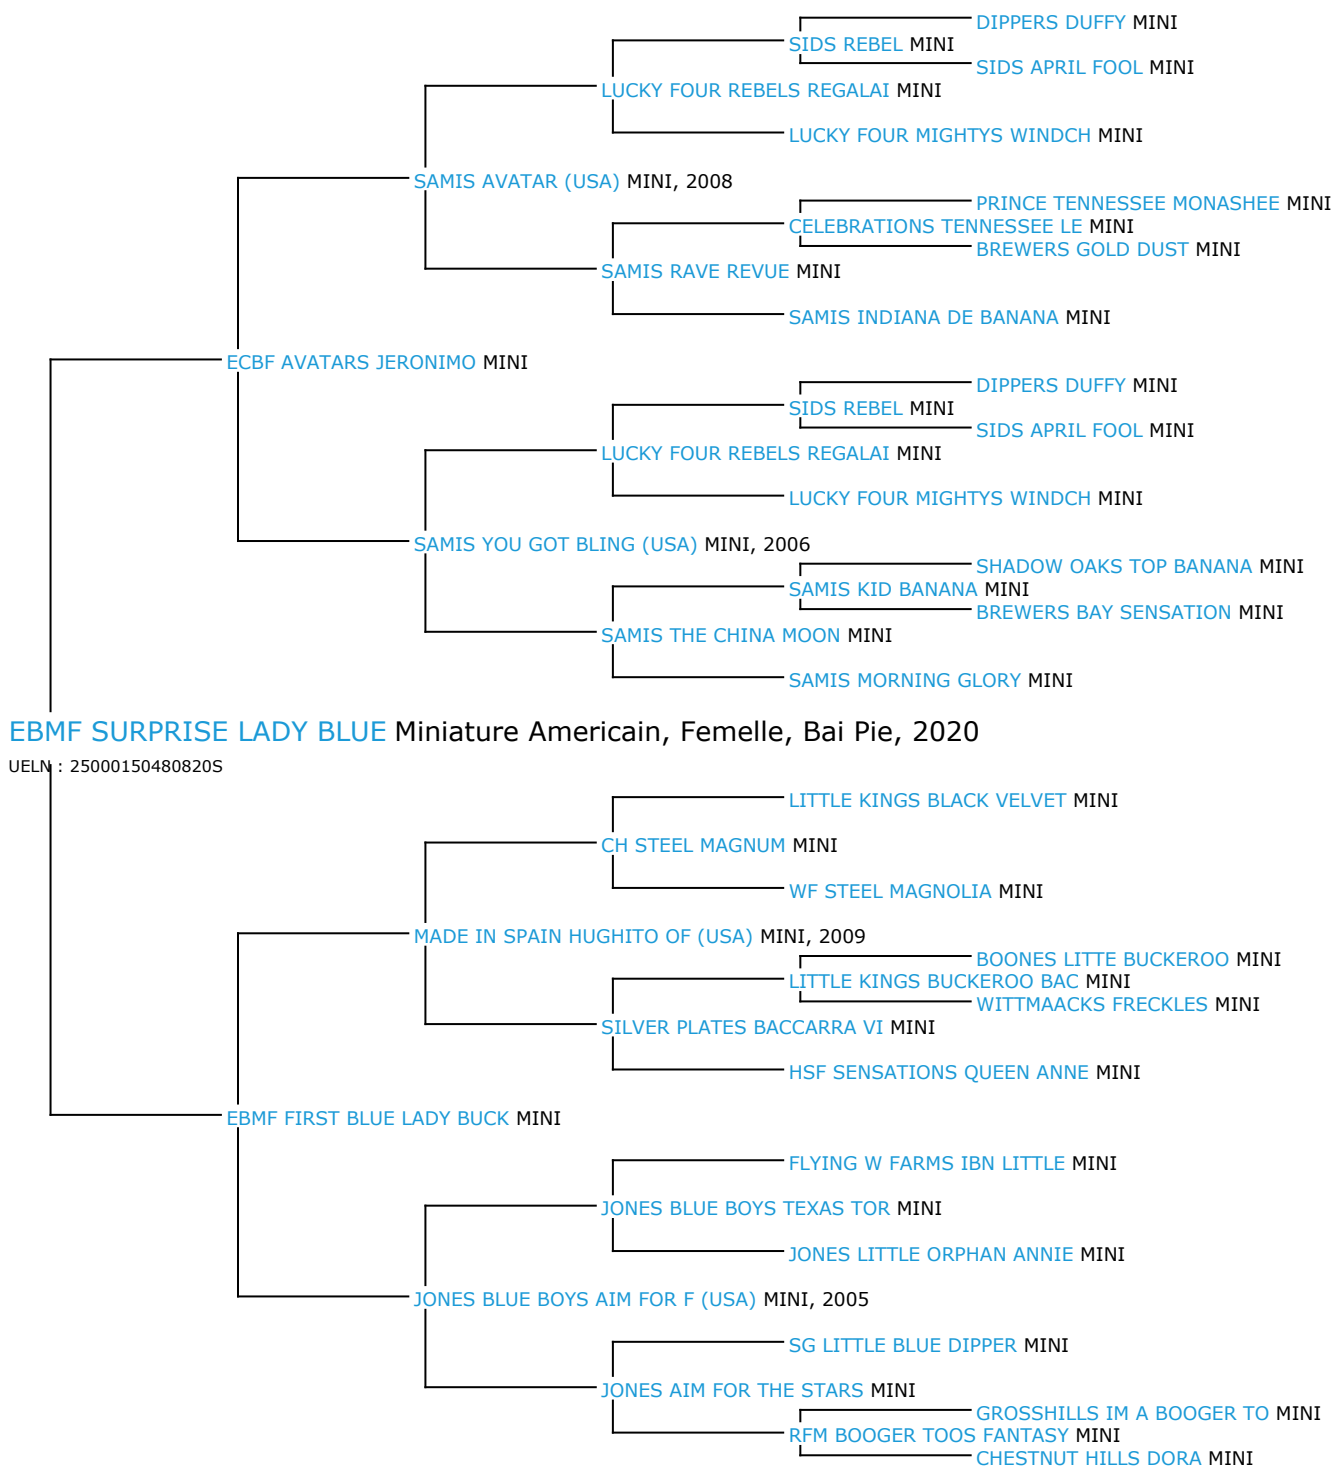 DIPPERS DUFFY MINI
SIDS REBEL MINI
SIDS APRIL FOOL MINI
LUCKY FOUR REBELS REGALAI MINI
LUCKY FOUR MIGHTYS WINDCH MINI
SAMIS AVATAR (USA) MINI, 2008
PRINCE TENNESSEE MONASHEE MINI
CELEBRATIONS TENNESSEE LE MINI
BREWERS GOLD DUST MINI
SAMIS RAVE REVUE MINI
SAMIS INDIANA DE BANANA MINI
ECBF AVATARS JERONIMO MINI
DIPPERS DUFFY MINI
SIDS REBEL MINI
SIDS APRIL FOOL MINI
LUCKY FOUR REBELS REGALAI MINI
LUCKY FOUR MIGHTYS WINDCH MINI
SAMIS YOU GOT BLING (USA) MINI, 2006
SHADOW OAKS TOP BANANA MINI
SAMIS KID BANANA MINI
BREWERS BAY SENSATION MINI
SAMIS THE CHINA MOON MINI
SAMIS MORNING GLORY MINI
EBMF SURPRISE LADY BLUE Miniature Americain, Femelle, Bai Pie, 2020
UELN : 25000150480820S
LITTLE KINGS BLACK VELVET MINI
CH STEEL MAGNUM MINI
WF STEEL MAGNOLIA MINI
MADE IN SPAIN HUGHITO OF (USA) MINI, 2009
BOONES LITTE BUCKEROO MINI
LITTLE KINGS BUCKEROO BAC MINI
WITTMAACKS FRECKLES MINI
SILVER PLATES BACCARRA VI MINI
HSF SENSATIONS QUEEN ANNE MINI
EBMF FIRST BLUE LADY BUCK MINI
FLYING W FARMS IBN LITTLE MINI
JONES BLUE BOYS TEXAS TOR MINI
JONES LITTLE ORPHAN ANNIE MINI
JONES BLUE BOYS AIM FOR F (USA) MINI, 2005
SG LITTLE BLUE DIPPER MINI
JONES AIM FOR THE STARS MINI
GROSSHILLS IM A BOOGER TO MINI
RFM BOOGER TOOS FANTASY MINI
CHESTNUT HILLS DORA MINI